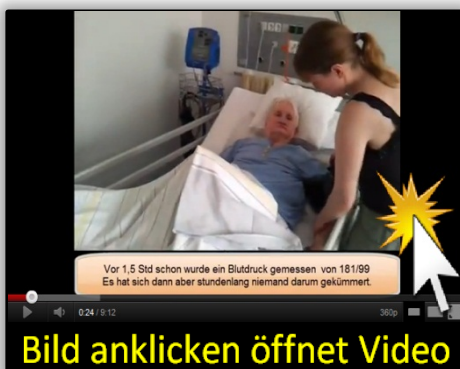 Vor 1,5 Std schon wurde ein Blutdruck gemessen von 181/99
Es hat sich dann aber stundenlang niemand darum gekümmert.
0:24 / 9:12
360p
Bild anklicken öffnet Video